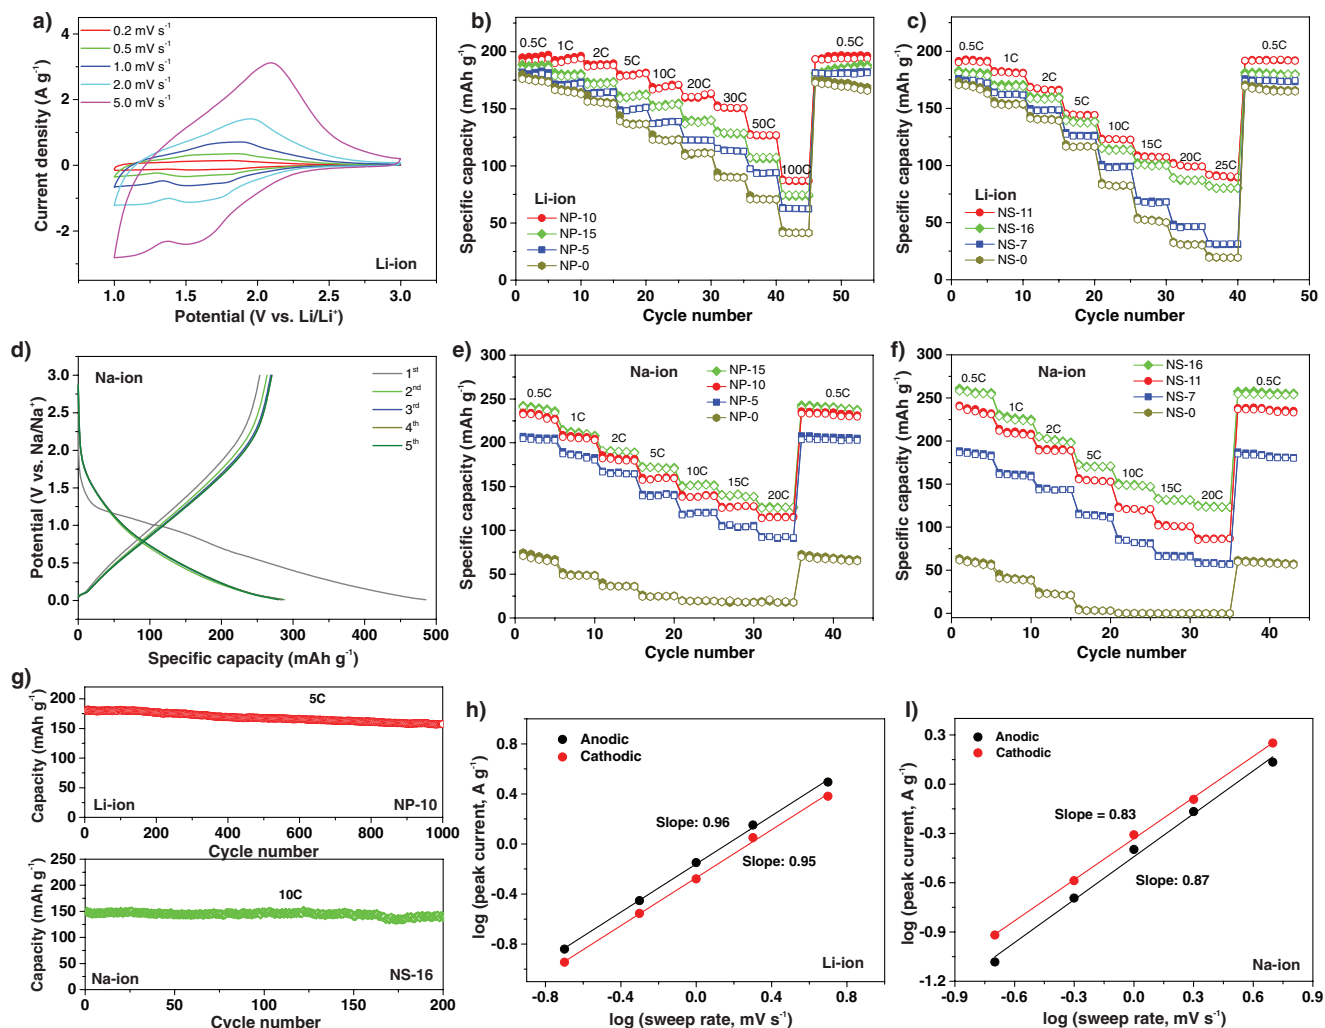 a)
0.2 mV s⁻¹
0.5 mV s⁻¹
1.0 mV s⁻¹
2.0 mV s⁻¹
5.0 mV s⁻¹
Current density (A g⁻¹)
4
2
0
-2
1.0 1.5 2.0 2.5 3.0
Li-ion
Potential (V vs. Li/Li⁺)
b)
Specific capacity (mAh g⁻¹)
200
150
100
50
0
0.5C 1C 2C 5C 10C 20C 30C 50C 100C 0.5C
Li-ion
NP-10
NP-15
NP-5
NP-0
0 10 20 30 40 50
Cycle number
c)
Specific capacity (mAh g⁻¹)
200
150
100
50
0
0.5C 1C 2C 5C 10C 15C 20C 25C 0.5C
Li-ion
NS-11
NS-16
NS-7
NS-0
0 10 20 30 40 50
Cycle number
d)
Na-ion
1ˢᵗ
2ⁿᵈ
3ʳᵈ
4ᵗʰ
5ᵗʰ
Potential (V vs. Na/Na⁺)
3.0
2.5
2.0
1.5
1.0
0.5
0.0
0 100 200 300 400 500
Specific capacity (mAh g⁻¹)
e)
Specific capacity (mAh g⁻¹)
300
250
200
150
100
50
0
Na-ion
NP-15
NP-10
NP-5
NP-0
0.5C 1C 2C 5C 10C 15C 20C 0.5C
0 10 20 30 40
Cycle number
f)
Specific capacity (mAh g⁻¹)
300
250
200
150
100
50
0
Na-ion
NS-16
NS-11
NS-7
NS-0
0.5C 1C 2C 5C 10C 15C 20C 0.5C
0 10 20 30 40
Cycle number
g)
Capacity (mAh g⁻¹)
200
150
100
50
0
5C
Li-ion NP-10
0 200 400 600 800 1000
Cycle number
Capacity (mAh g⁻¹)
250
200
150
100
50
0
10C
Na-ion NS-16
0 50 100 150 200
Cycle number
h)
log (peak current, A g⁻¹)
0.8
0.4
0.0
-0.4
-0.8
Anodic
Cathodic
Slope: 0.96
Slope: 0.95
Li-ion
-0.8 -0.4 0.0 0.4 0.8
log (sweep rate, mV s⁻¹)
I)
log (peak current, A g⁻¹)
0.3
0.0
-0.3
-0.6
-0.9
-1.2
Anodic
Cathodic
Slope = 0.83
Slope: 0.87
Na-ion
-0.9 -0.6 -0.3 0.0 0.3 0.6 0.9
log (sweep rate, mV s⁻¹)